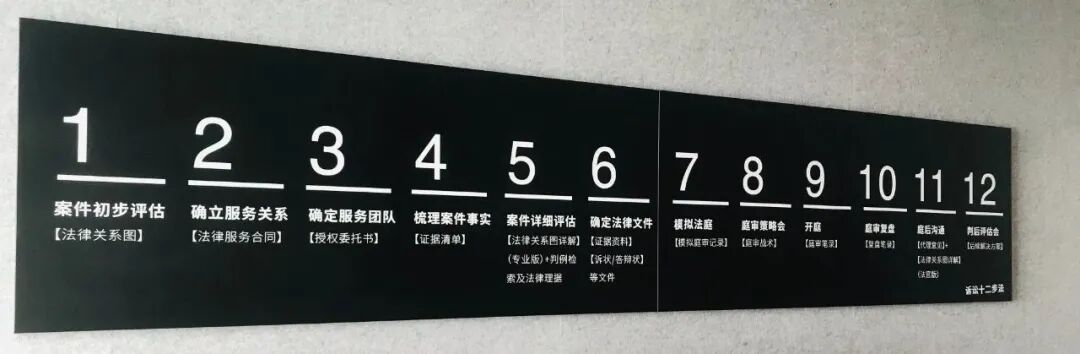 1
案件初步评估
【法律关系图】
2
确立服务关系
【法律服务合同】
3
确定服务团队
【授权委托书】
4
梳理案件事实
【证据清单】
5
案件详细评估
【法律关系图详解】
(专业版)+判例检
索及法律理据
6
确定法律文件
【证据资料】
【诉状/答辩状】
等文件
7
模拟法庭
【模拟庭审记录】
8
庭审策略会
【庭审战术】
9
开庭
【庭审笔录】
10
庭审复盘
【复盘笔录】
11
庭后沟通
【代理意见】+
【法律关系图详解】
(法官版)
12
判后评估会
【后续解决方案】
诉讼十二步法